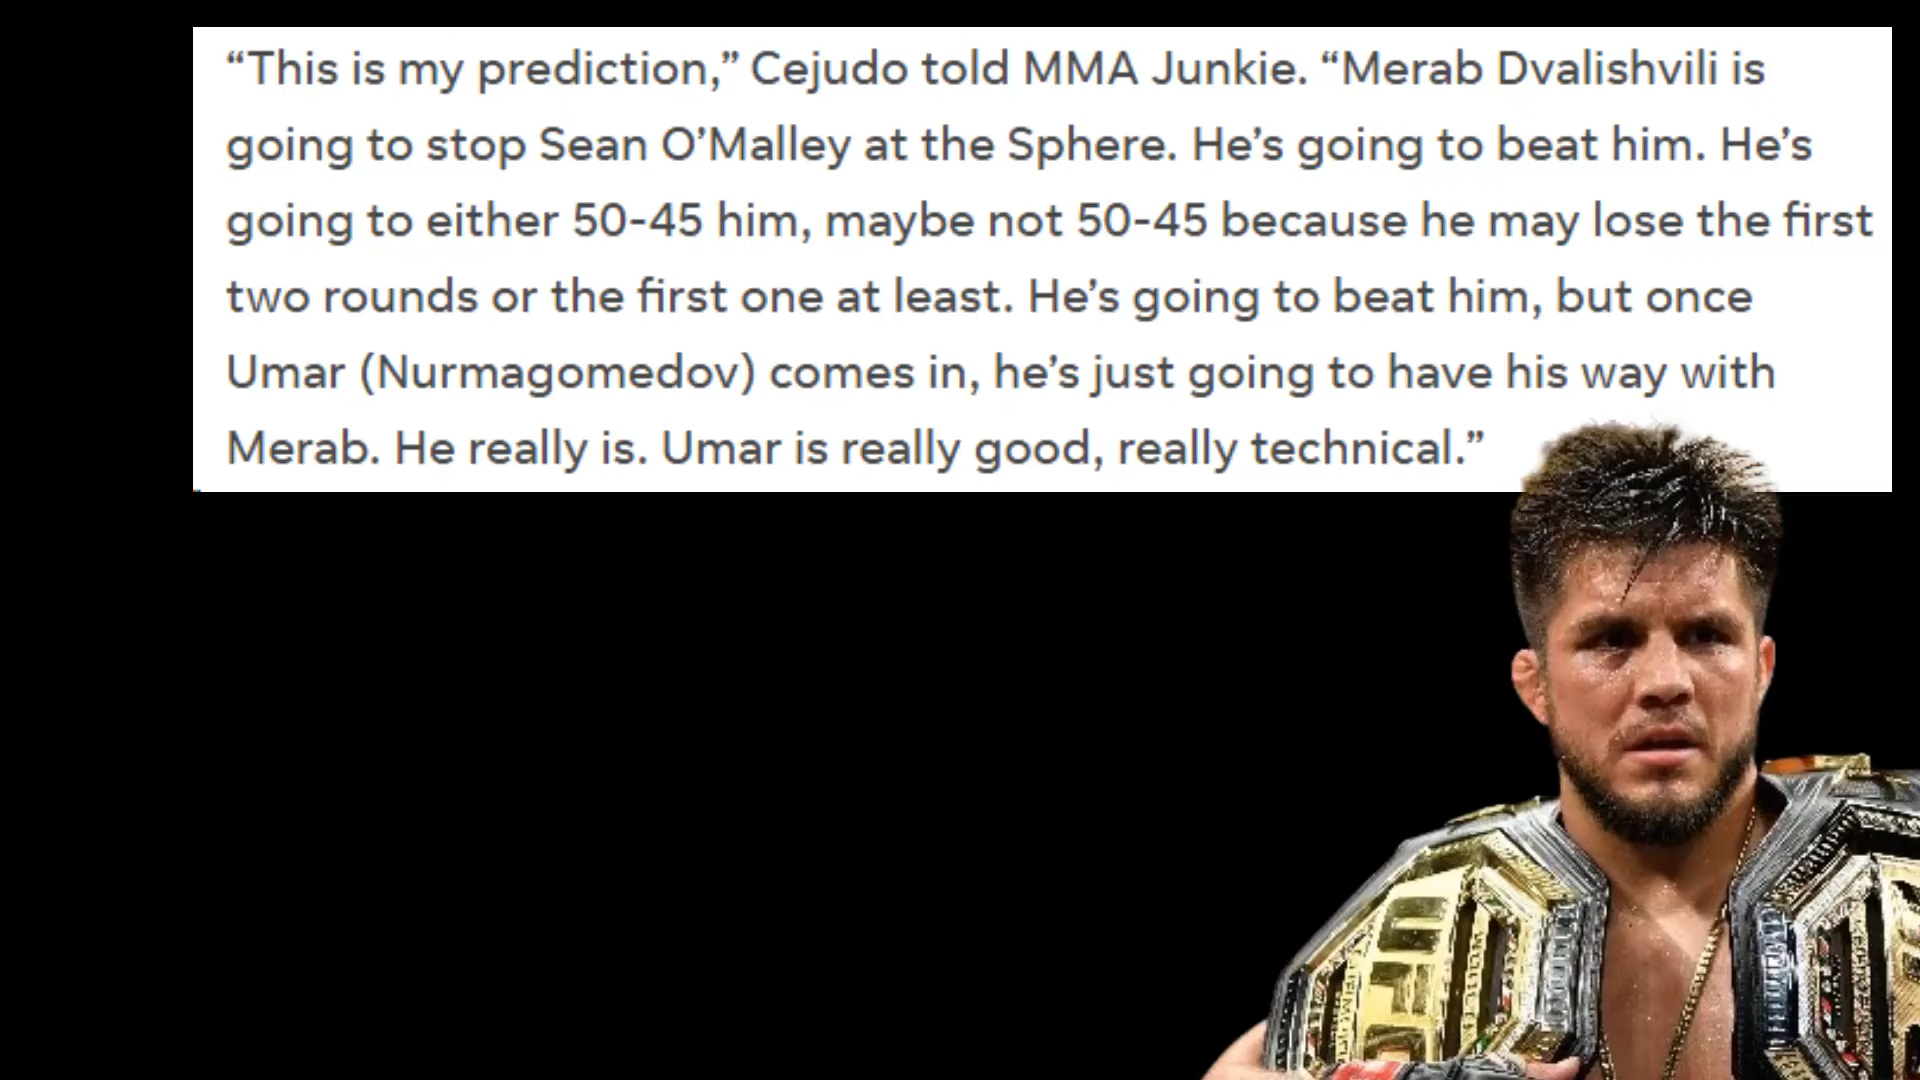 “This is my prediction,” Cejudo told MMA Junkie. “Merab Dvalishvili is
going to stop Sean O’Malley at the Sphere. He’s going to beat him. He’s
going to either 50-45 him, maybe not 50-45 because he may lose the first
two rounds or the first one at least. He’s going to beat him, but once
Umar (Nurmagomedov) comes in, he’s just going to have his way with
Merab. He really is. Umar is really good, really technical.”